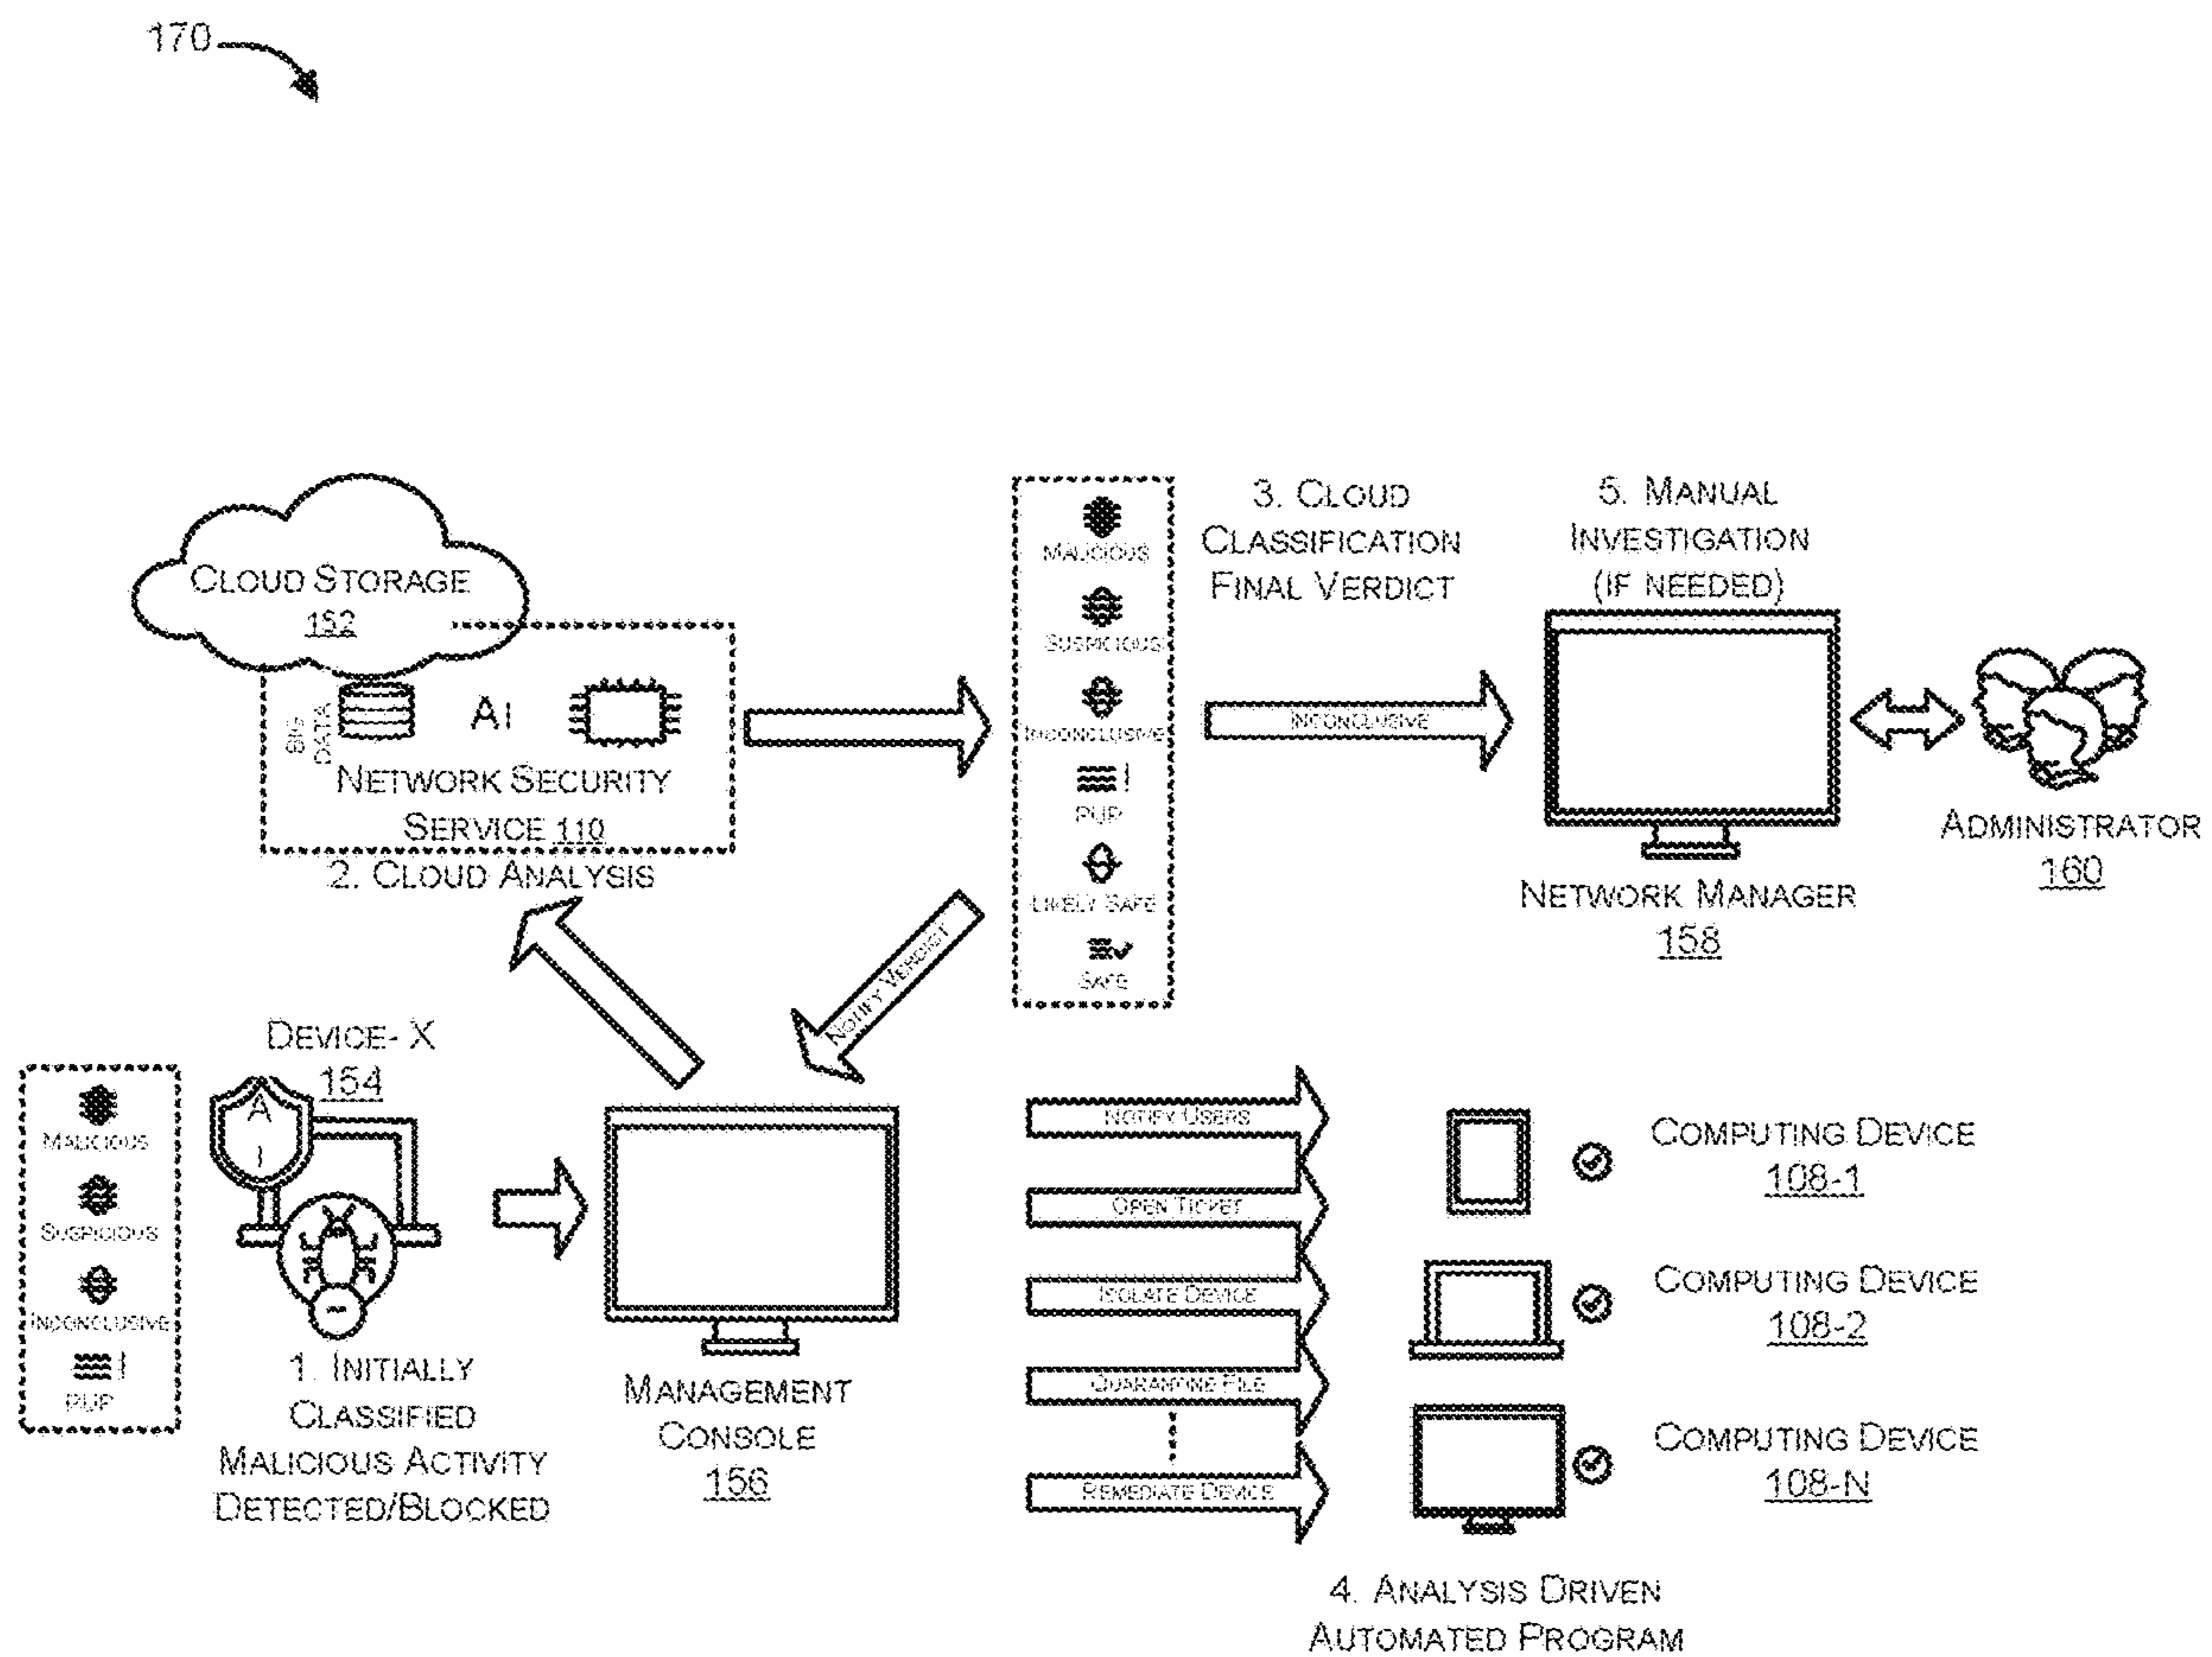 170
CLOUD STORAGE
152
BIG
DATA
AI
NETWORK SECURITY
SERVICE 110
2. CLOUD ANALYSIS
MALICIOUS
SUSPICIOUS
INCONCLUSIVE
PUP
LIKELY SAFE
SAFE
3. CLOUD
CLASSIFICATION
FINAL VERDICT
INCONCLUSIVE
5. MANUAL
INVESTIGATION
(IF NEEDED)
NETWORK MANAGER
158
ADMINISTRATOR
160
NOTIFY VERDICT
MALICIOUS
SUSPICIOUS
INCONCLUSIVE
PUP
DEVICE- X
154
A
I
1. INITIALLY
CLASSIFIED
MALICIOUS ACTIVITY
DETECTED/BLOCKED
MANAGEMENT
CONSOLE
156
NOTIFY USERS
OPEN TICKET
ISOLATE DEVICE
QUARANTINE FILE
REMEDIATE DEVICE
COMPUTING DEVICE
108-1
COMPUTING DEVICE
108-2
COMPUTING DEVICE
108-N
4. ANALYSIS DRIVEN
AUTOMATED PROGRAM